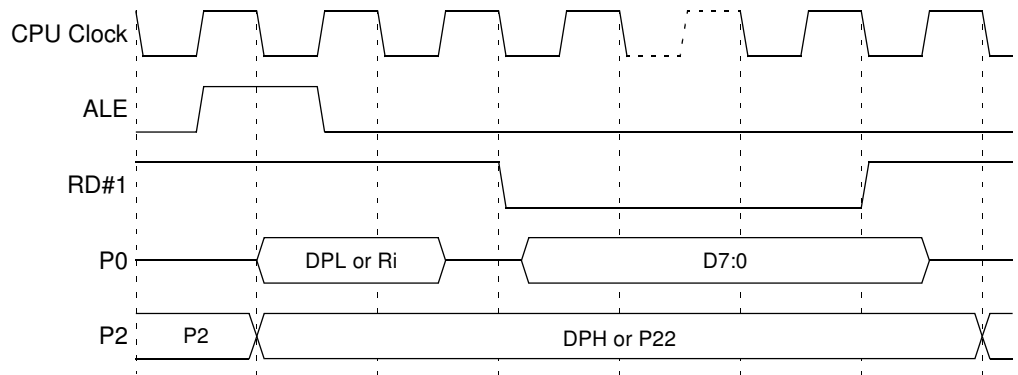 CPU Clock
ALE
RD#1
P0
DPL or Ri
D7:0
P2
P2
DPH or P22